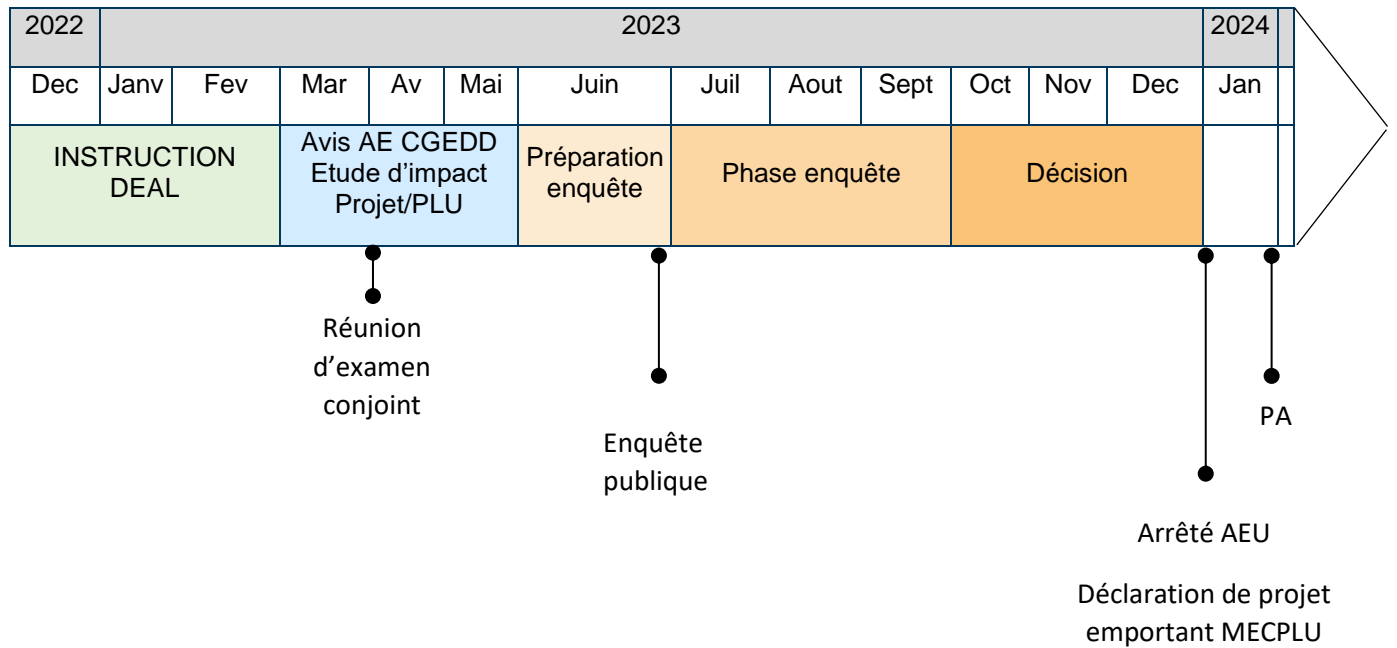 2022 2023 2024
Dec Janv Fev Mar Av Mai Juin Juil Aout Sept Oct Nov Dec Jan
INSTRUCTION
DEAL
Avis AE CGEDD
Etude d’impact
Projet/PLU
Préparation
enquête
Phase enquête
Décision
Réunion
d’examen
conjoint
Enquête
publique
PA
Arrêté AEU
Déclaration de projet
emportant MECPLU